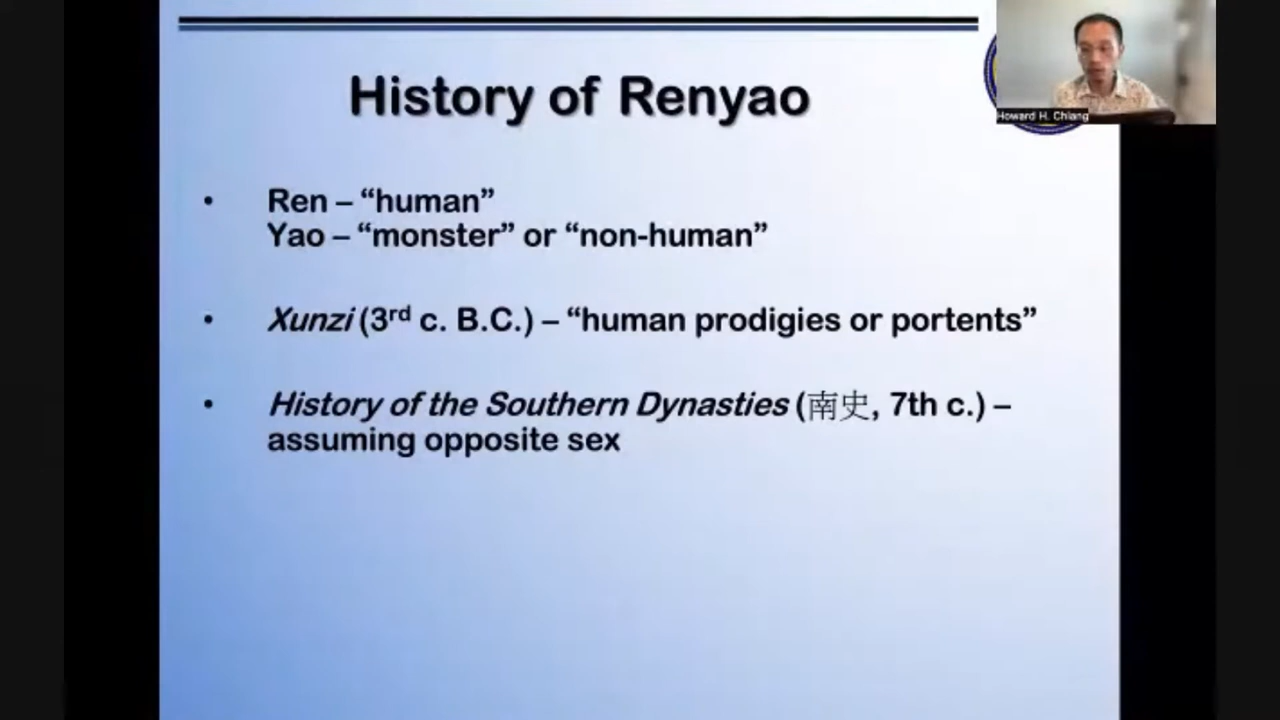 History of Renyao
Howard H. Chiang
• Ren – “human”
Yao – “monster” or “non-human”
• Xunzi (3rd c. B.C.) – “human prodigies or portents”
• History of the Southern Dynasties (南史, 7th c.) –
assuming opposite sex